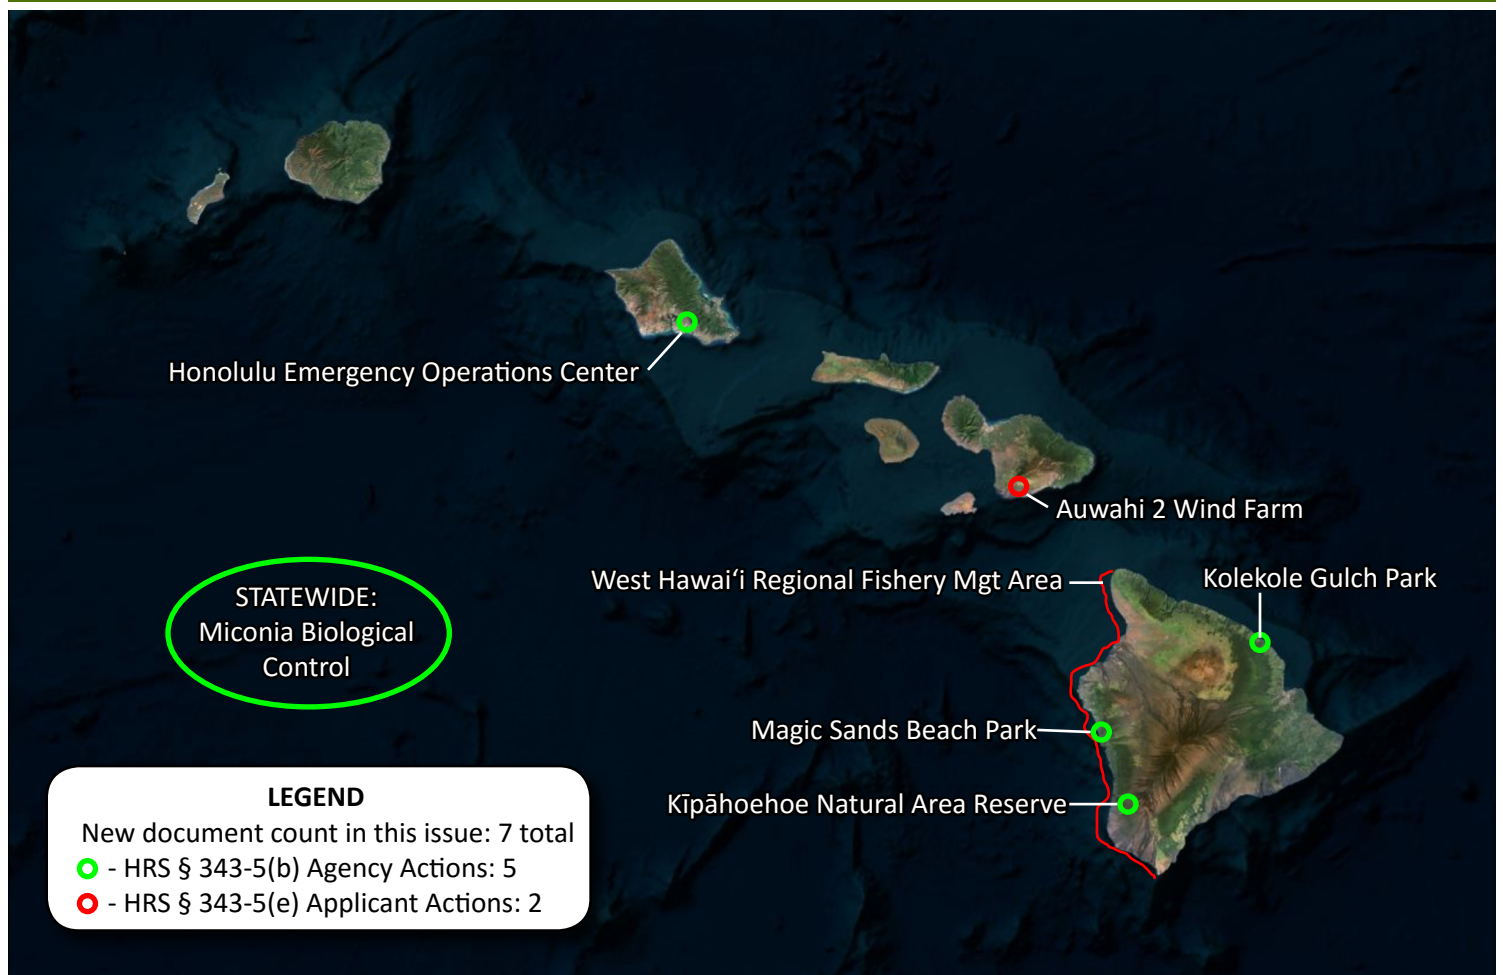 Honolulu Emergency Operations Center
Auwahi 2 Wind Farm
West Hawai‘i Regional Fishery Mgt Area
Kolekole Gulch Park
STATEWIDE:
Miconia Biological
Control
Magic Sands Beach Park
Kīpāhoehoe Natural Area Reserve
LEGEND
New document count in this issue: 7 total
- HRS § 343-5(b) Agency Actions: 5
- HRS § 343-5(e) Applicant Actions: 2